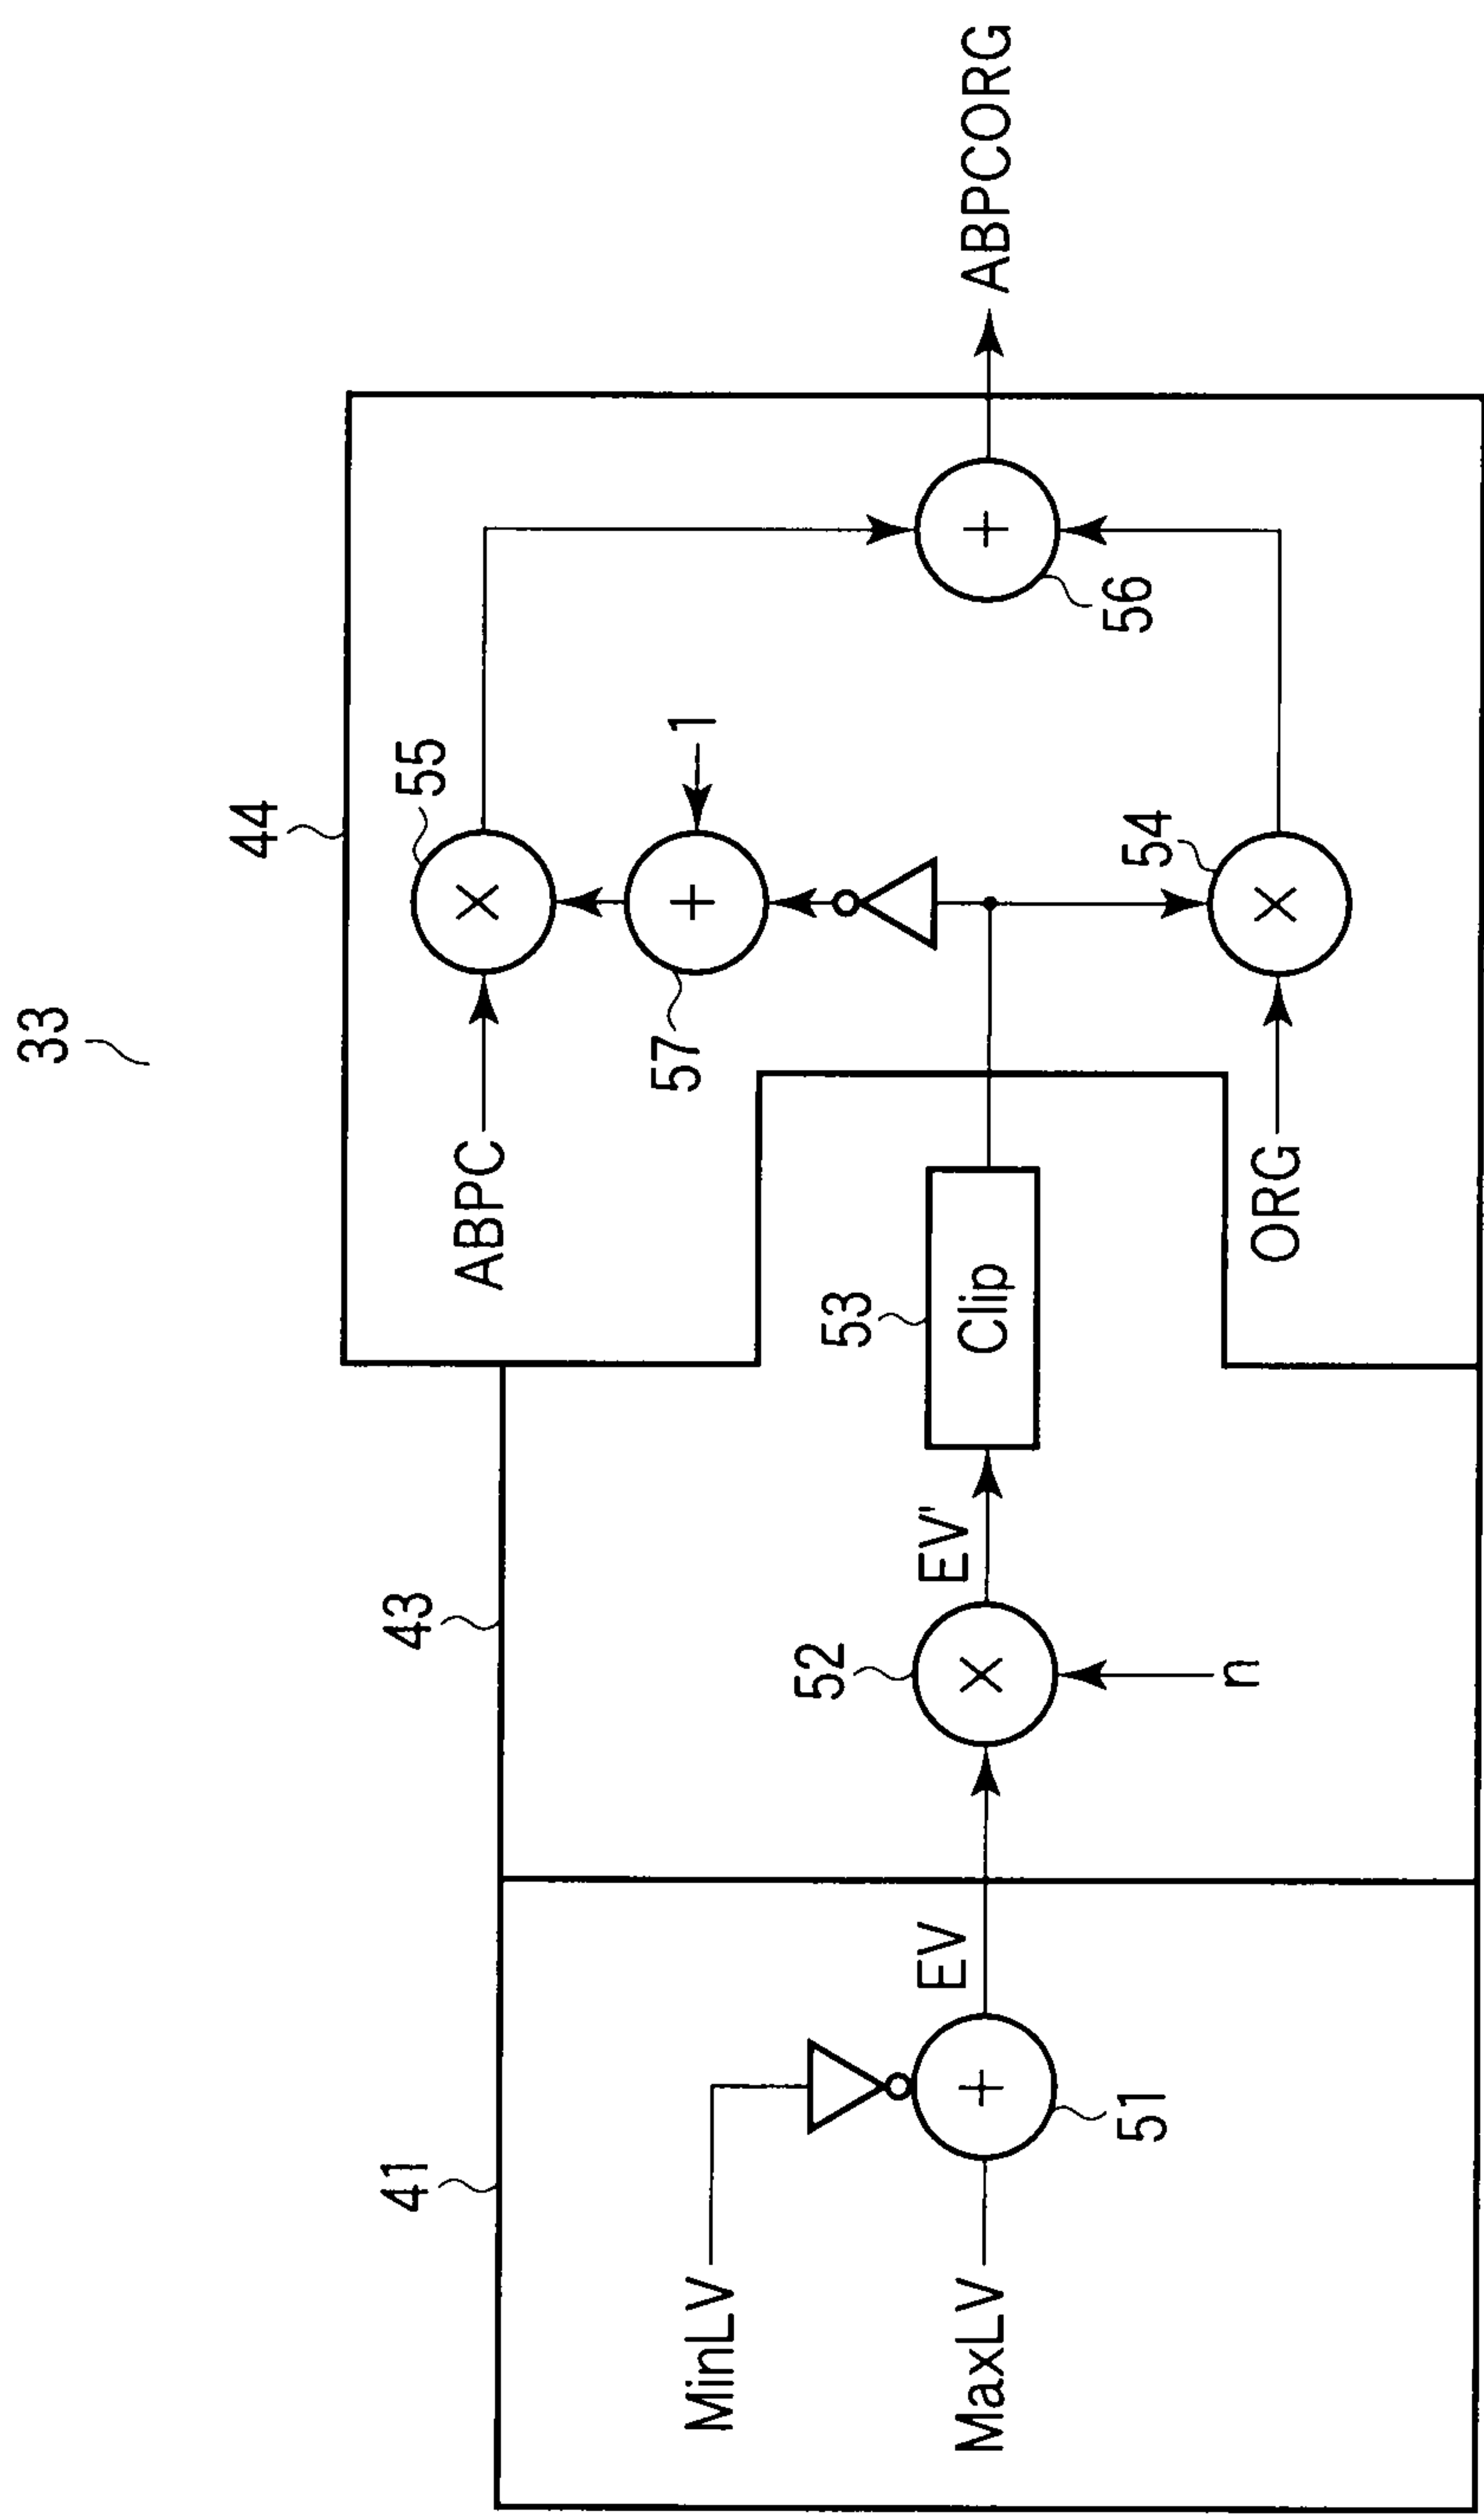 33
44
55
1
ABPC
57
ABPCORG
56
54
ORG
43
53
Clip
52
EV'
n
41
EV
MinLV
MaxLV
51